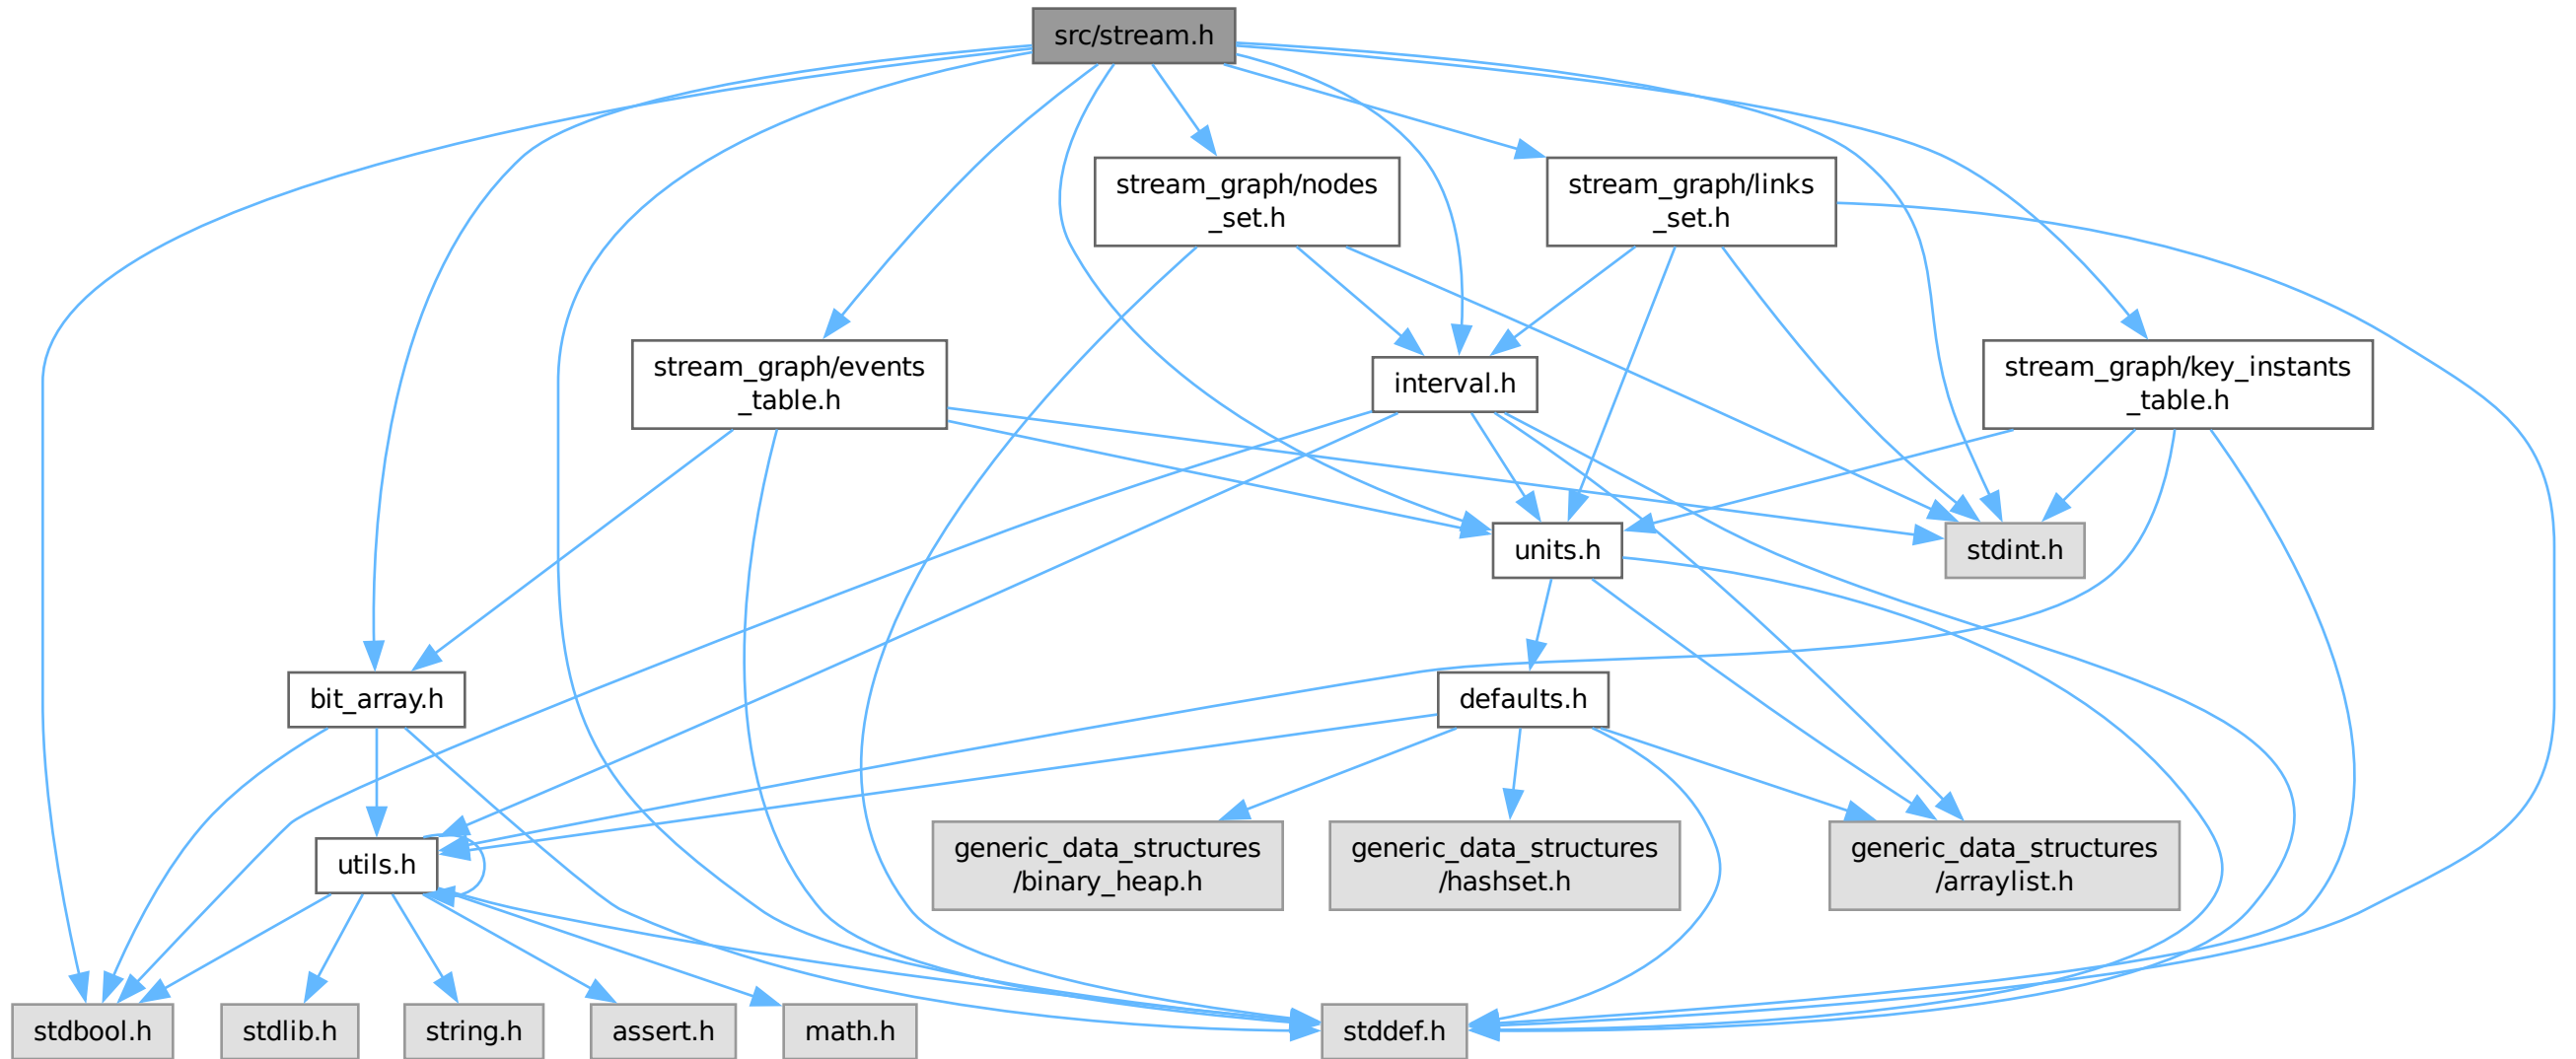 src/stream.h
stream_graph/nodes
_set.h
stream_graph/links
_set.h
stream_graph/events
_table.h
interval.h
stream_graph/key_instants
_table.h
units.h
stdint.h
bit_array.h
defaults.h
utils.h
generic_data_structures
/binary_heap.h
generic_data_structures
/hashset.h
generic_data_structures
/arraylist.h
stdbool.h
stdlib.h
string.h
assert.h
math.h
stddef.h